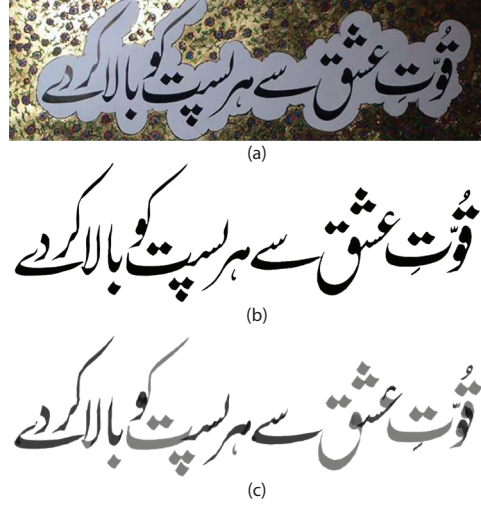 قُوّتِ عشق سے ہر پست کو بالا کر دے
(a)
قُوّتِ عشق سے ہر پست کو بالا کر دے
(b)
قُوّتِ عشق سے ہر پست کو بالا کر دے
(c)